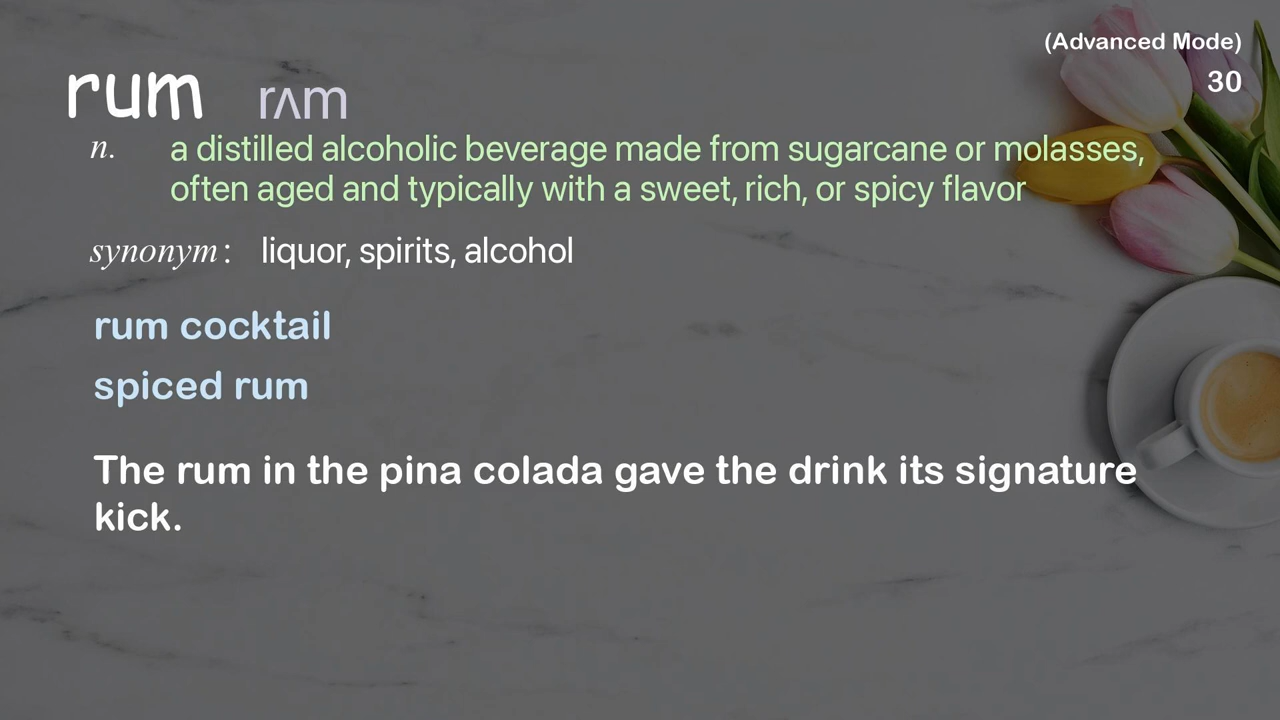 (Advanced Mode)
30
rum rʌm
n. a distilled alcoholic beverage made from sugarcane or molasses,
often aged and typically with a sweet, rich, or spicy flavor
synonym: liquor, spirits, alcohol
rum cocktail
spiced rum
The rum in the pina colada gave the drink its signature
kick.